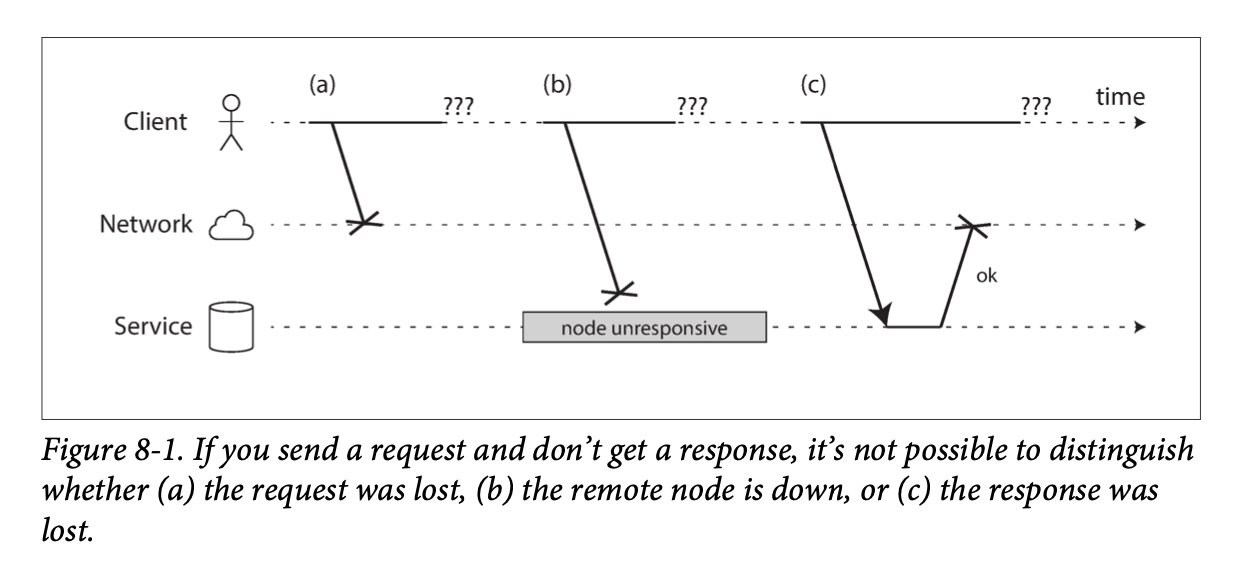 (a)
(b)
(c)
???
???
???
time
Client
Network
ok
Service
node unresponsive
Figure 8-1. If you send a request and don’t get a response, it’s not possible to distinguish
whether (a) the request was lost, (b) the remote node is down, or (c) the response was
lost.